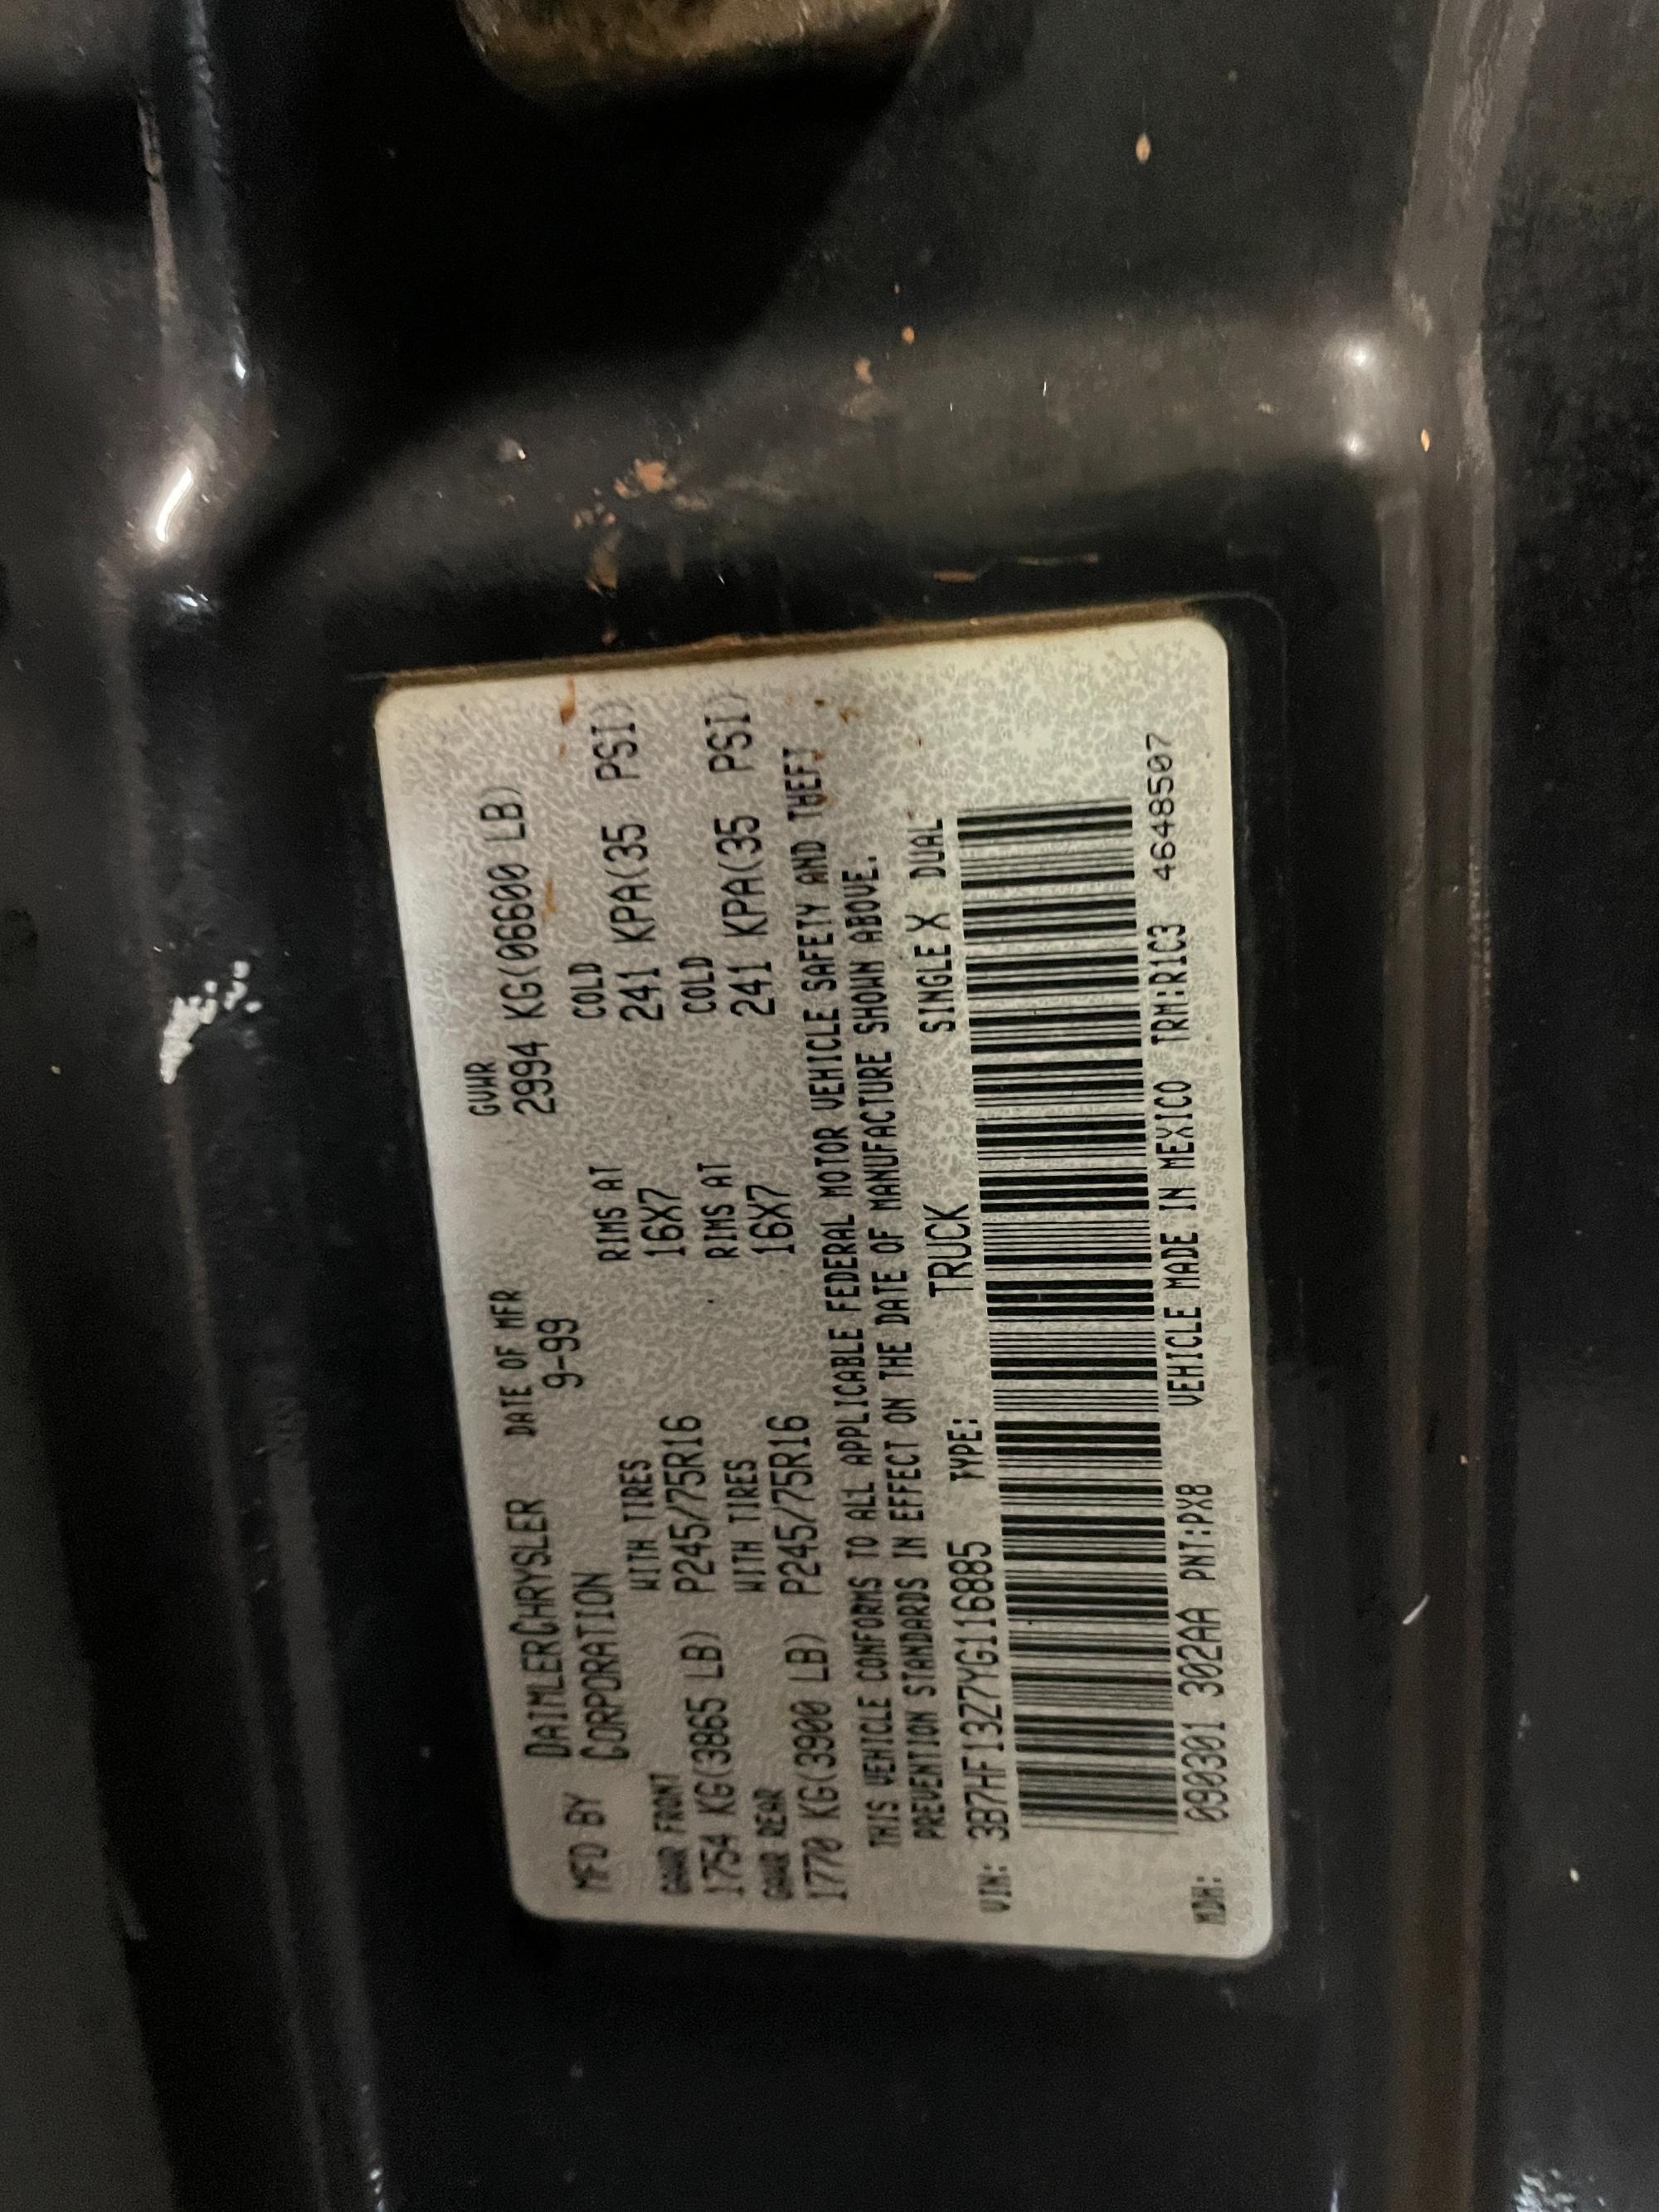 MFD BY DAIMLERCHRYSLER DATE OF MFR GVWR
CORPORATION 9-99 2994 KG(06600 LB)
GAWR FRONT WITH TIRES RIMS AT COLD
1754 KG(3865 LB) P245/75R16 16X7 241 KPA(35 PSI)
GAWR REAR WITH TIRES RIMS AT COLD
1770 KG(3900 LB) P245/75R16 16X7 241 KPA(35 PSI)
THIS VEHICLE CONFORMS TO ALL APPLICABLE FEDERAL MOTOR VEHICLE SAFETY AND THEFT
PREVENTION STANDARDS IN EFFECT ON THE DATE OF MANUFACTURE SHOWN ABOVE.
VIN: 3B7HF13Z7YG116885 TYPE: TRUCK SINGLE X DUAL
MDH: 090301 302AA PNT:PX8 VEHICLE MADE IN MEXICO TRM:R1C3 4648507